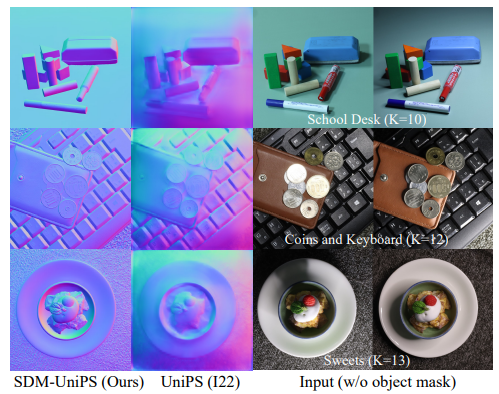 School Desk (K=10)
Coins and Keyboard (K=12)
Sweets (K=13)
SDM-UniPS (Ours) UniPS (I22) Input (w/o object mask)